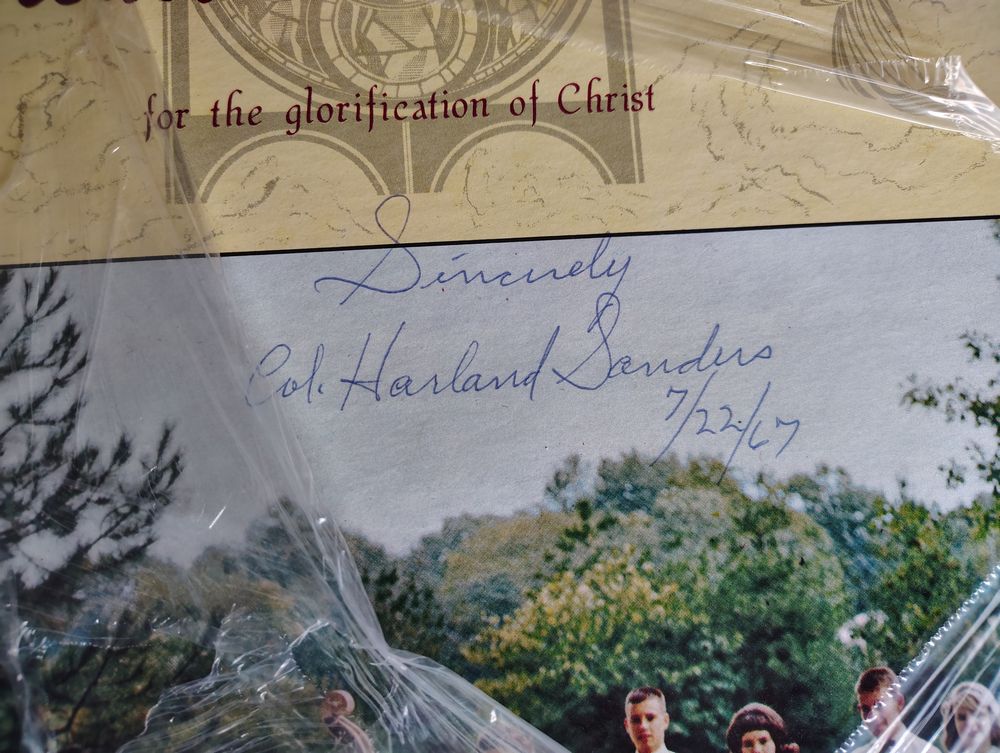 for the glorification of Christ
Sincerely
Col. Harland Sanders
7/22/67